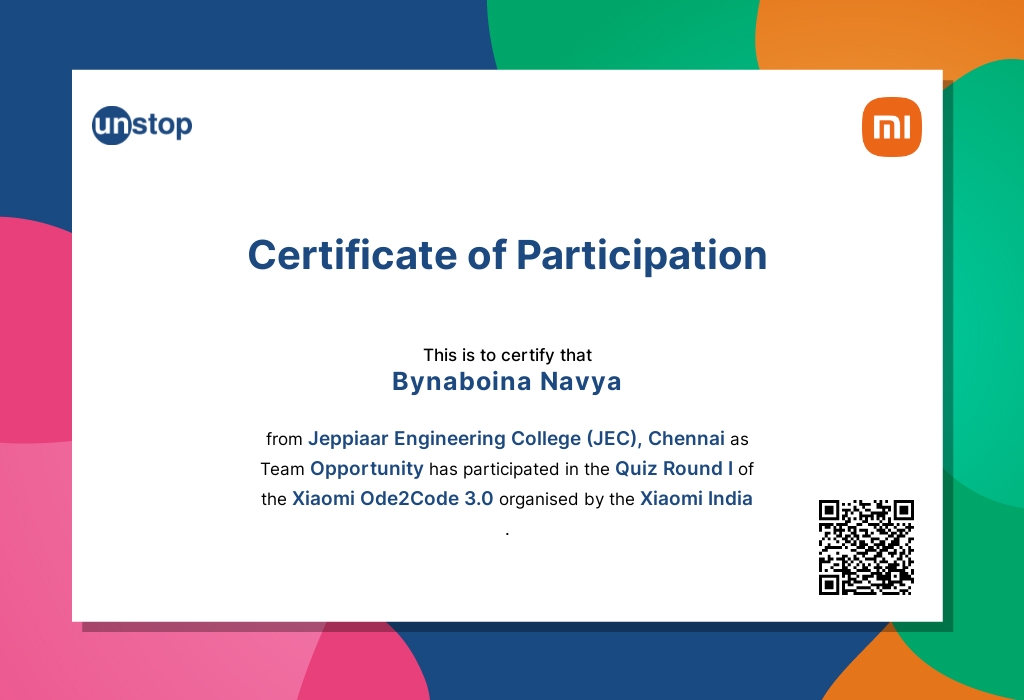 unstop
mi
Certificate of Participation
This is to certify that
Bynaboina Navya
from Jeppiaar Engineering College (JEC), Chennai as
Team Opportunity has participated in the Quiz Round I of
the Xiaomi Ode2Code 3.0 organised by the Xiaomi India
.